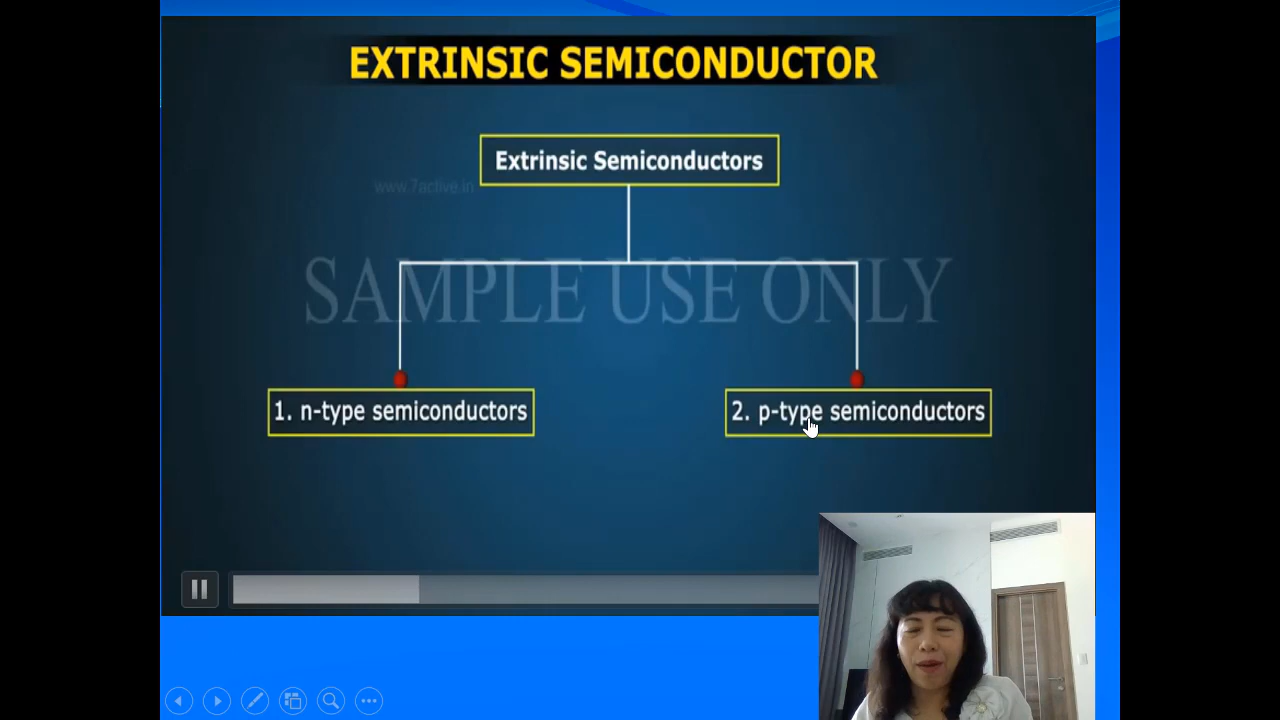 EXTRINSIC SEMICONDUCTOR
Extrinsic Semiconductors
www.7active.in
SAMPLE USE ONLY
1. n-type semiconductors
2. p-type semiconductors